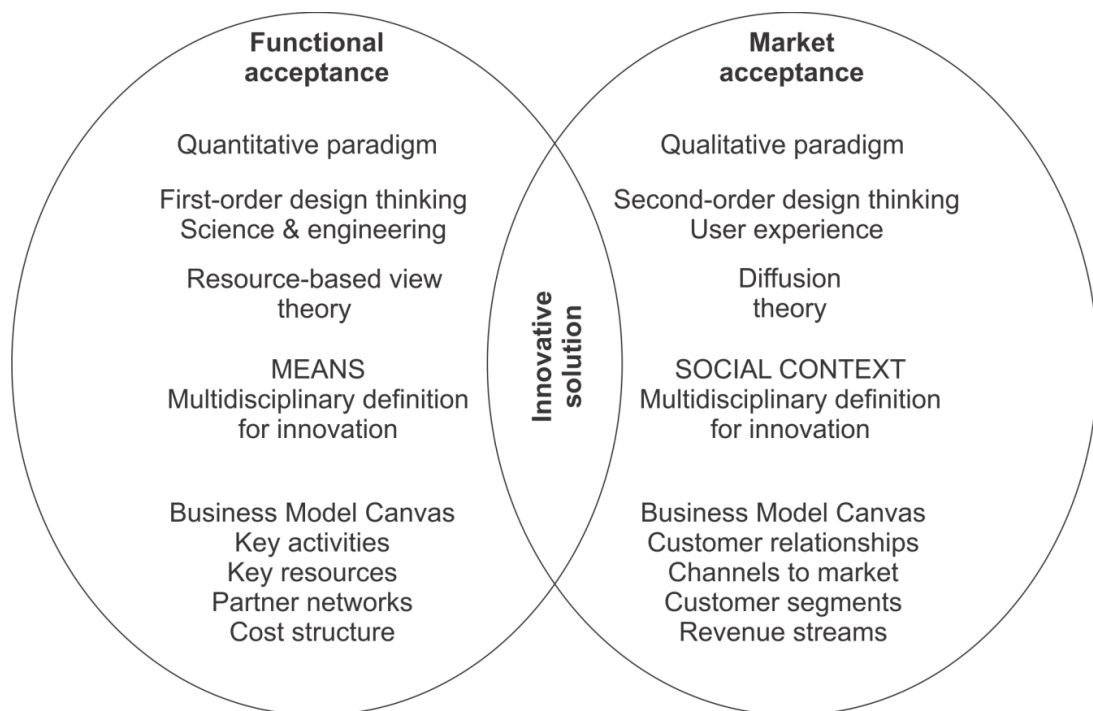 Functional
acceptance
Quantitative paradigm
First-order design thinking
Science & engineering
Resource-based view
theory
MEANS
Multidisciplinary definition
for innovation
Business Model Canvas
Key activities
Key resources
Partner networks
Cost structure
Innovative
solution
Market
acceptance
Qualitative paradigm
Second-order design thinking
User experience
Diffusion
theory
SOCIAL CONTEXT
Multidisciplinary definition
for innovation
Business Model Canvas
Customer relationships
Channels to market
Customer segments
Revenue streams